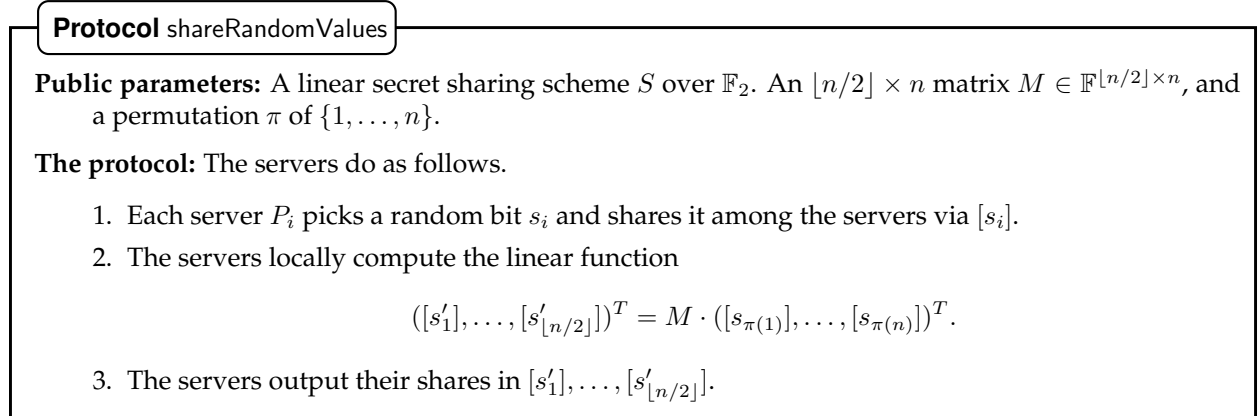 Protocol shareRandomValues
Public parameters: A linear secret sharing scheme S over 𝔽₂. An ⌊n/2⌋ × n matrix M ∈ 𝔽^{⌊n/2⌋×n}, and
a permutation π of {1, . . . , n}.
The protocol: The servers do as follows.
1. Each server P_i picks a random bit s_i and shares it among the servers via [s_i].
2. The servers locally compute the linear function
([s′_1], . . . , [s′_{⌊n/2⌋}])^T = M · ([s_{π(1)}], . . . , [s_{π(n)}])^T.
3. The servers output their shares in [s′_1], . . . , [s′_{⌊n/2⌋}].